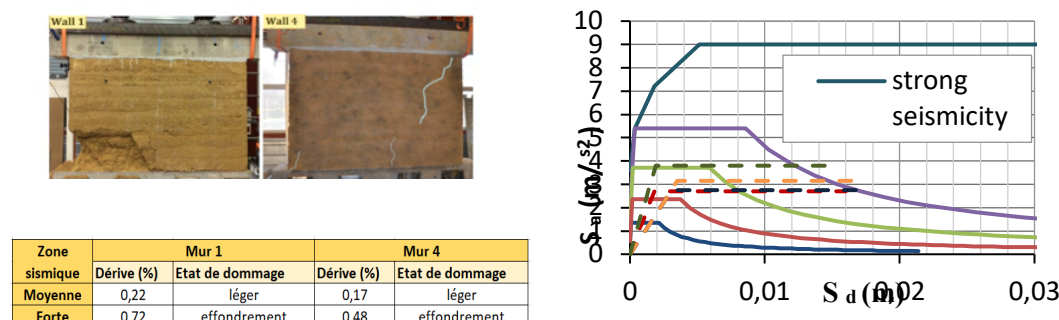 Wall 1
Wall 4
Zone sismique
Mur 1
Mur 4
Dérive (%)
Etat de dommage
Dérive (%)
Etat de dommage
Moyenne
0,22
léger
0,17
léger
Forte
0,72
effondrement
0,48
effondrement
10
9
8
7
6
5
4
3
2
1
0
(m/s²)
strong
seismicity
0
0,01
0,02
0,03
S d (m)